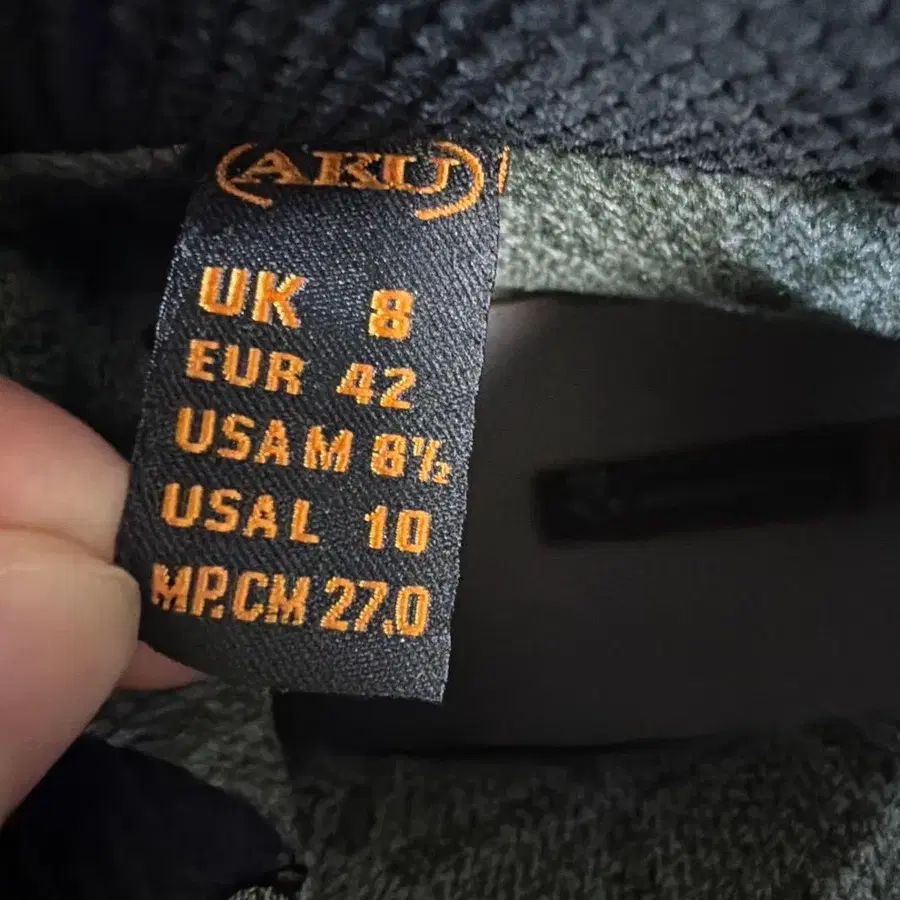 AKU
UK 8
EUR 42
USA M 8½
USA L 10
MP.CM 27.0